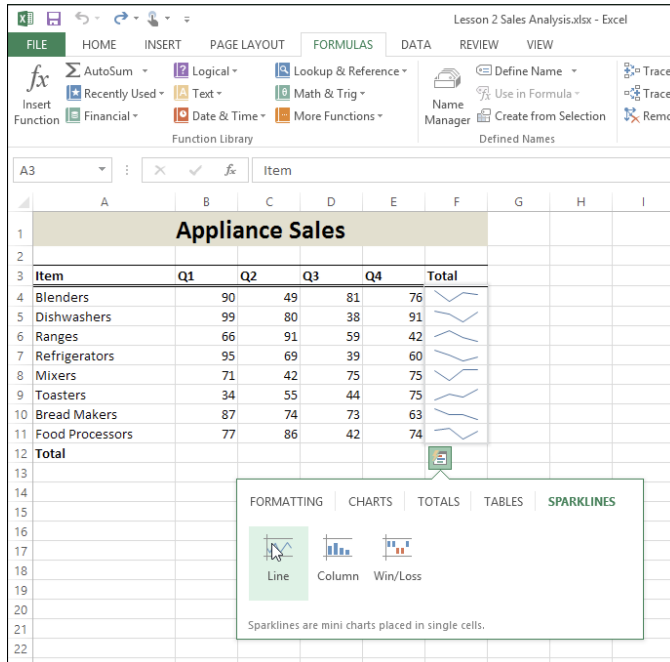 Lesson 2 Sales Analysis.xlsx - Excel
FILE HOME INSERT PAGE LAYOUT FORMULAS DATA REVIEW VIEW
fx Insert Function
AutoSum
Recently Used
Financial
Logical
Text
Date & Time
Lookup & Reference
Math & Trig
More Functions
Function Library
Name Manager
Define Name
Use in Formula
Create from Selection
Defined Names
Trace
Trace
A3 fx Item
A B C D E F G H I
1 Appliance Sales
2
3 Item Q1 Q2 Q3 Q4 Total
4 Blenders 90 49 81 76
5 Dishwashers 99 80 38 91
6 Ranges 66 91 59 42
7 Refrigerators 95 69 39 60
8 Mixers 71 42 75 75
9 Toasters 34 55 44 75
10 Bread Makers 87 74 73 63
11 Food Processors 77 86 42 74
12 Total
13
14
15
16
17
18
19
20
21
22
FORMATTING CHARTS TOTALS TABLES SPARKLINES
Line Column Win/Loss
Sparklines are mini charts placed in single cells.